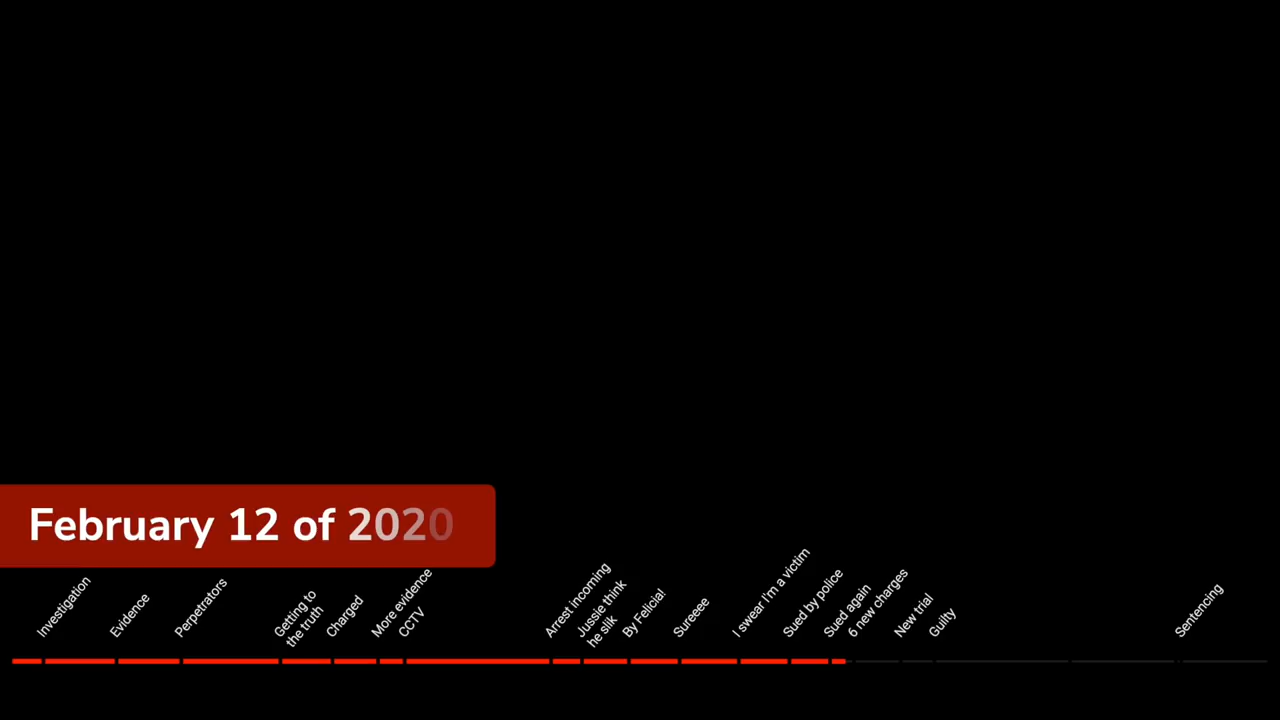 February 12 of 2020
Investigation
Evidence
Perpetrators
Getting to
the truth
Charged
More evidence
CCTV
Arrest incoming
Jussie think
he silk
By Felicia!
Sureeee
I swear I'm a victim
Sued by police
Sued again
6 new charges
New trial
Guilty
Sentencing